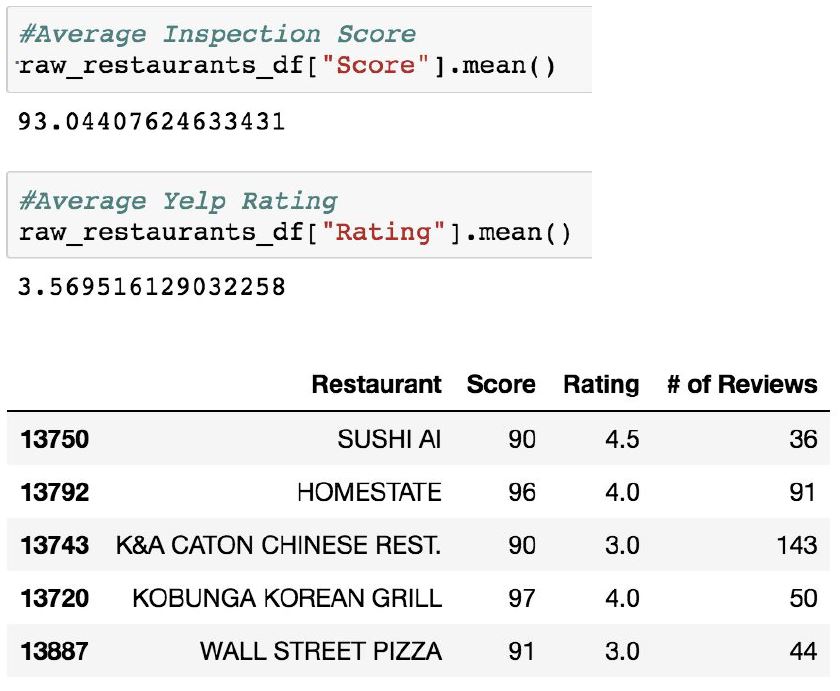 #Average Inspection Score
raw_restaurants_df["Score"].mean()
93.04407624633431
#Average Yelp Rating
raw_restaurants_df["Rating"].mean()
3.569516129032258
Restaurant Score Rating # of Reviews
13750 SUSHI AI 90 4.5 36
13792 HOMESTATE 96 4.0 91
13743 K&A CATON CHINESE REST. 90 3.0 143
13720 KOBUNGA KOREAN GRILL 97 4.0 50
13887 WALL STREET PIZZA 91 3.0 44